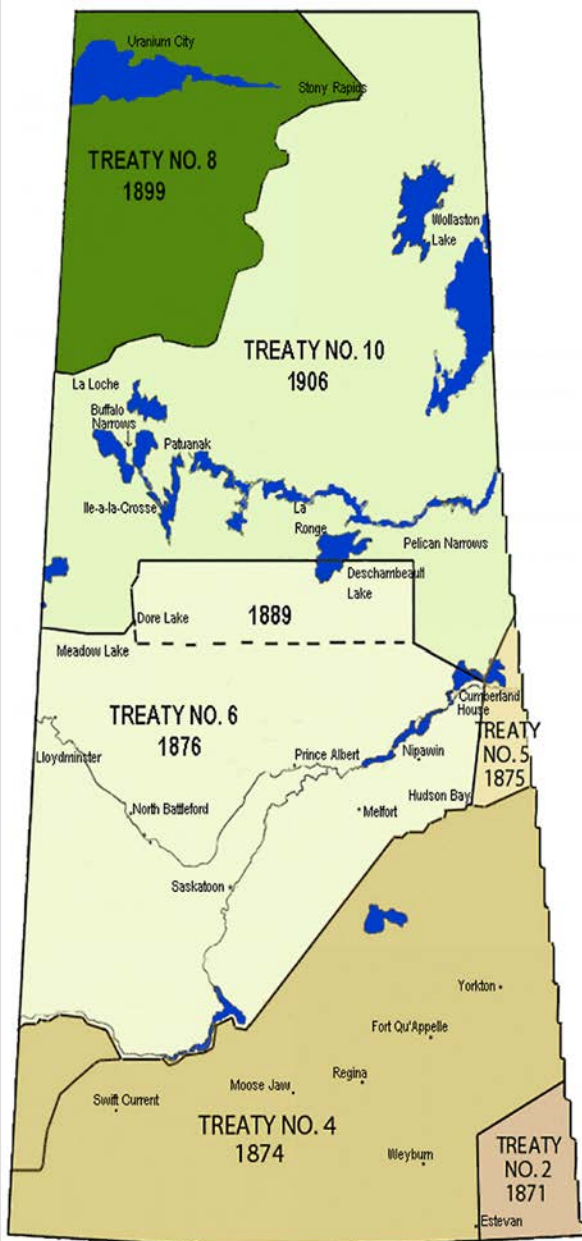 Uranium City
Stony Rapids
TREATY NO. 8
1899
Wollaston
Lake
TREATY NO. 10
1906
La Loche
Buffalo
Narrows
Patuanak
Ile-a-la-Crosse
La
Ronge
Pelican Narrows
Deschambeault
Lake
1889
Dore Lake
Meadow Lake
Cumberland
House
TREATY NO. 6
1876
TREATY
NO. 5
1875
Lloydminster
Prince Albert
Nipawin
Hudson Bay
North Battleford
Melfort
Saskatoon
Yorkton
Fort Qu'Appelle
Regina
Moose Jaw
Swift Current
TREATY NO. 4
1874
Weyburn
TREATY
NO. 2
1871
Estevan